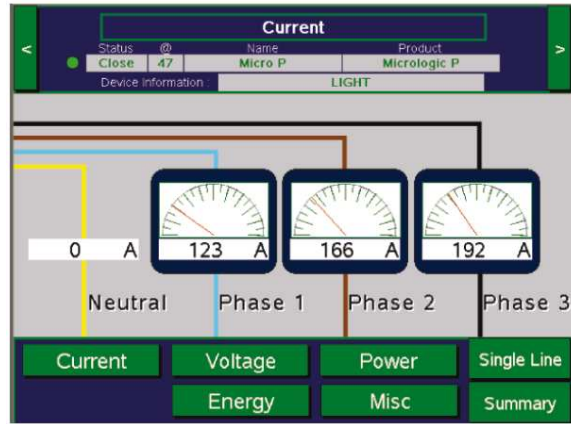 Current
< >
Status @ Name Product
Close 47 Micro P Micrologic P
Device Information : LIGHT
0 A 123 A 166 A 192 A
Neutral Phase 1 Phase 2 Phase 3
Current Voltage Power Single Line
Energy Misc Summary